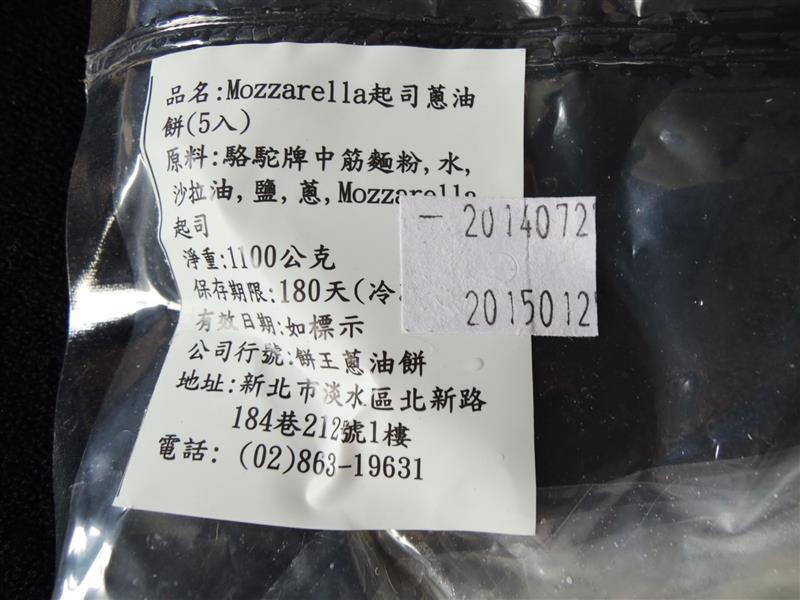 品名:Mozzarella起司蔥油
餅(5入)
原料:駱駝牌中筋麵粉,水,
沙拉油,鹽,蔥,Mozzarella
起司
淨重:1100公克
保存期限:180天(冷
有效日期:如標示
公司行號:餅王蔥油餅
地址:新北市淡水區北新路
184巷212號1樓
電話: (02)863-19631
一 2014072
2015012